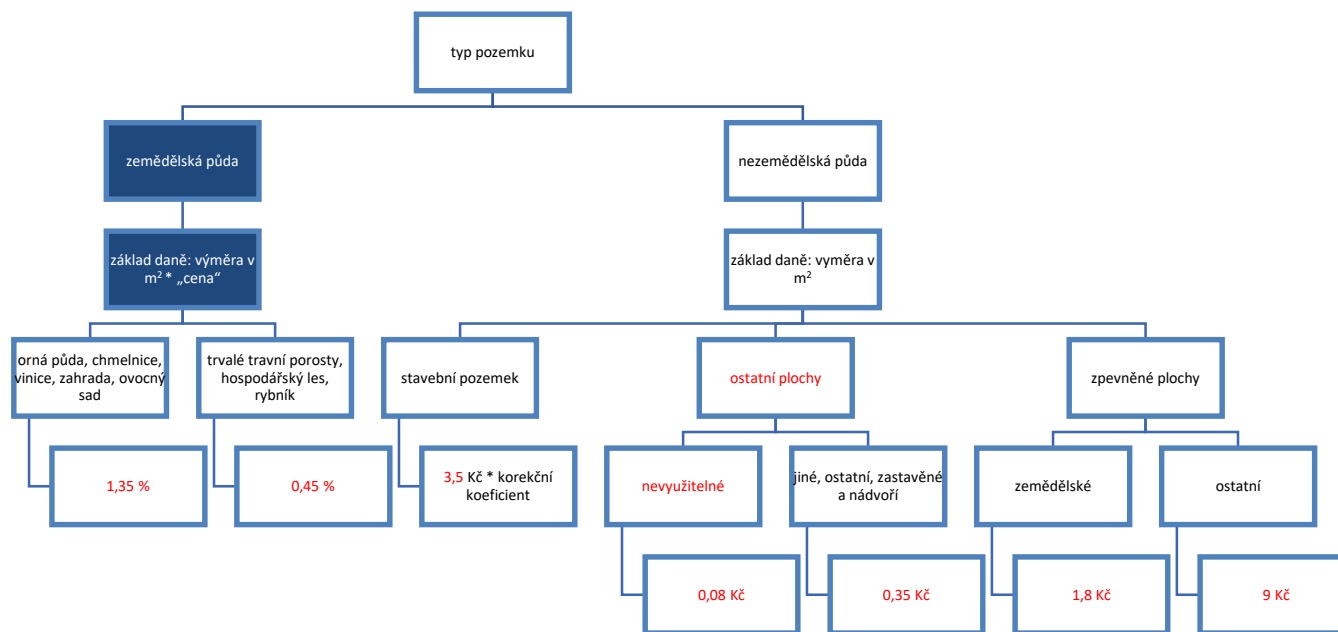 typ pozemku
zemědělská půda
nezemědělská půda
základ daně: výměra v
m² * „cena“
základ daně: vyměra v
m²
orná půda, chmelnice,
vinice, zahrada, ovocný
sad
trvalé travní porosty,
hospodářský les,
rybník
stavební pozemek
ostatní plochy
zpevněné plochy
1,35 %
0,45 %
3,5 Kč * korekční
koeficient
nevyužitelné
jiné, ostatní, zastavěné
a nádvoří
zemědělské
ostatní
0,08 Kč
0,35 Kč
1,8 Kč
9 Kč